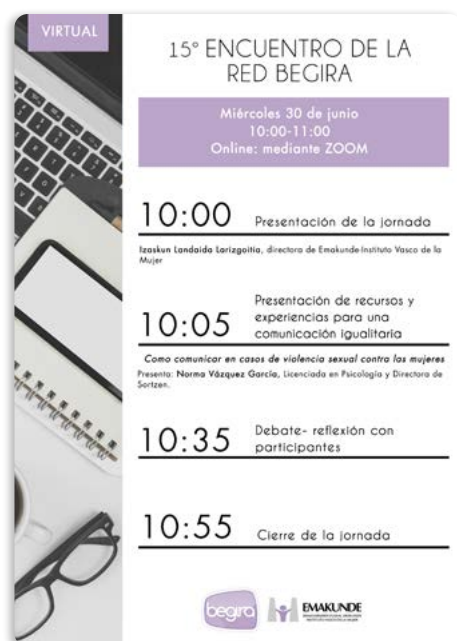 VIRTUAL
15º ENCUENTRO DE LA
RED BEGIRA
Miércoles 30 de junio
10:00-11:00
Online: mediante ZOOM
10:00 Presentación de la jornada
Izaskun Landaida Larizgoitia, directora de Emakunde-Instituto Vasco de la
Mujer
Presentación de recursos y
experiencias para una
10:05 comunicación igualitaria
Como comunicar en casos de violencia sexual contra las mujeres
Presenta: Norma Vázquez García, Licenciada en Psicología y Directora de
Sortzen.
Debate- reflexión con
10:35 participantes
10:55 Cierre de la jornada
begira
EMAKUNDE